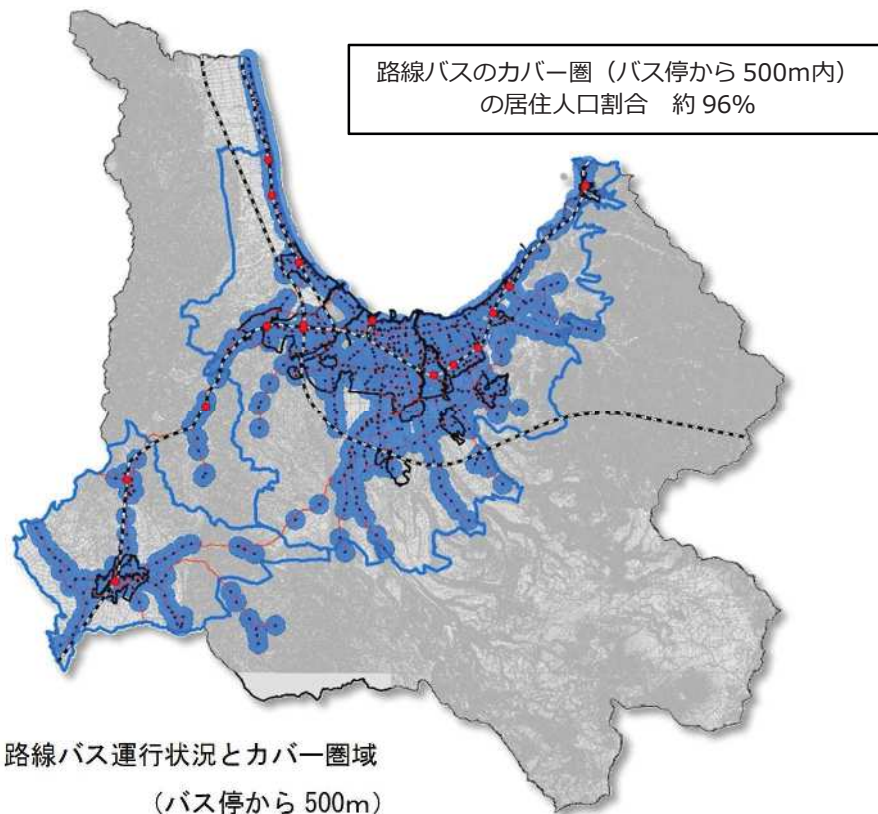 路線バスのカバー圏（バス停から 500m内）
の居住人口割合　約 96%
路線バス運行状況とカバー圏域
（バス停から 500m）